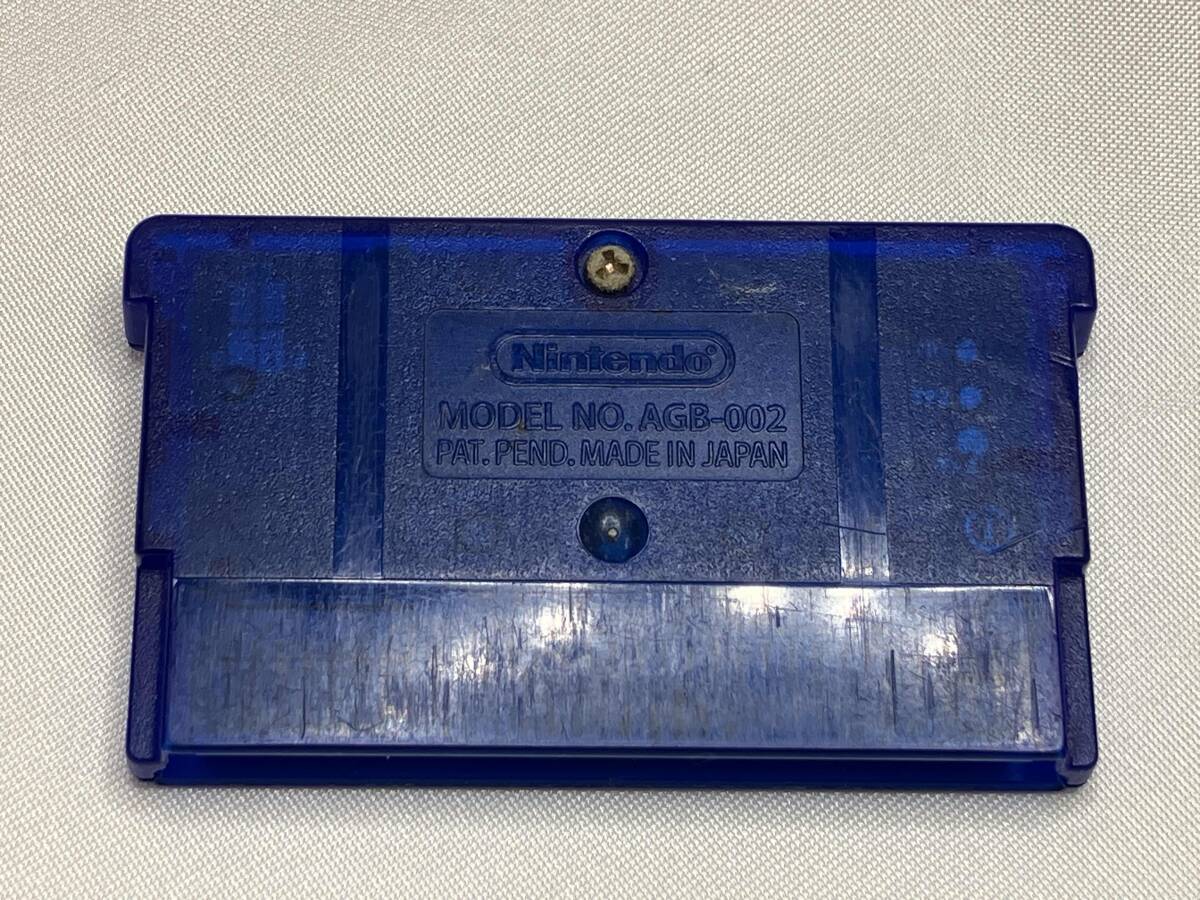 Nintendo®
MODEL NO. AGB-002
PAT. PEND. MADE IN JAPAN